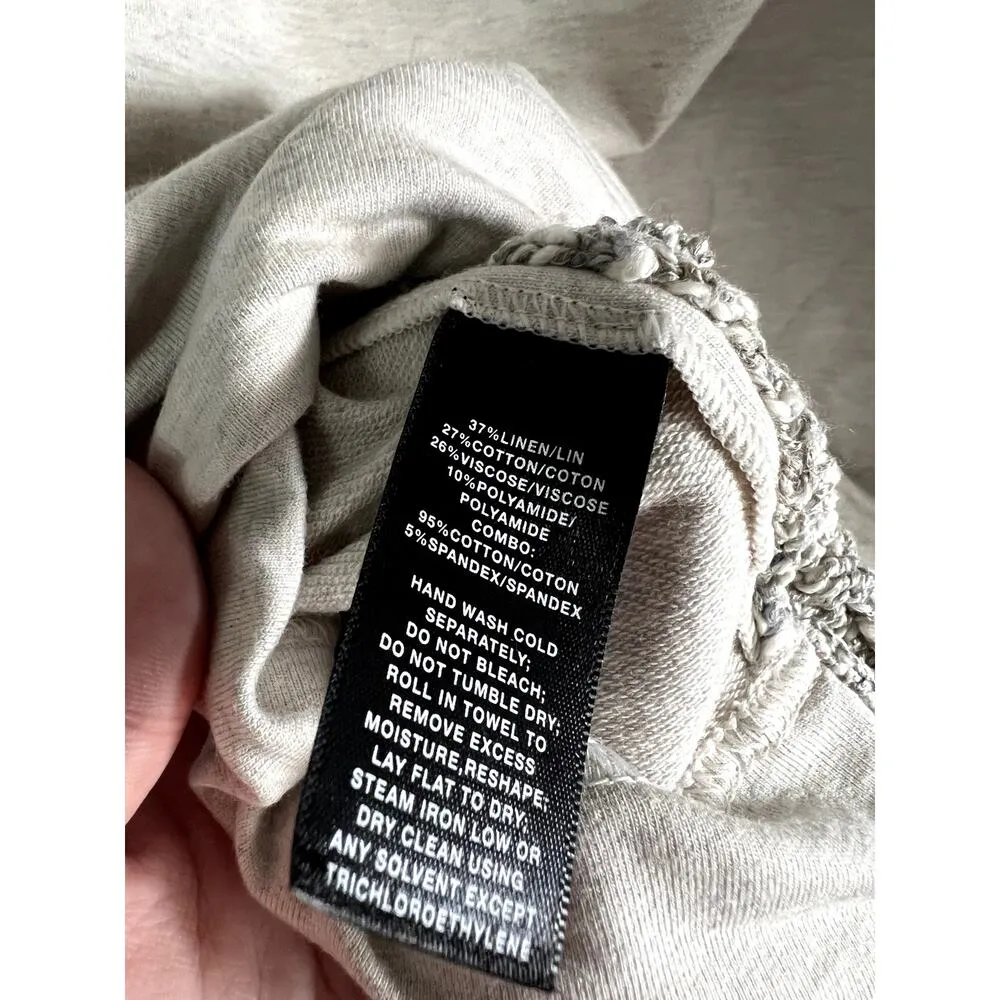 37%LINEN/LIN
27%COTTON/COTON
26%VISCOSE/VISCOSE
10%POLYAMIDE/
POLYAMIDE
COMBO:
95%COTTON/COTON
5%SPANDEX/SPANDEX
HAND WASH COLD
SEPARATELY;
DO NOT BLEACH;
DO NOT TUMBLE DRY;
ROLL IN TOWEL TO
REMOVE EXCESS
MOISTURE,RESHAPE;
LAY FLAT TO DRY,
STEAM IRON LOW OR
DRY CLEAN USING
ANY SOLVENT EXCEPT
TRICHLOROETHYLENE